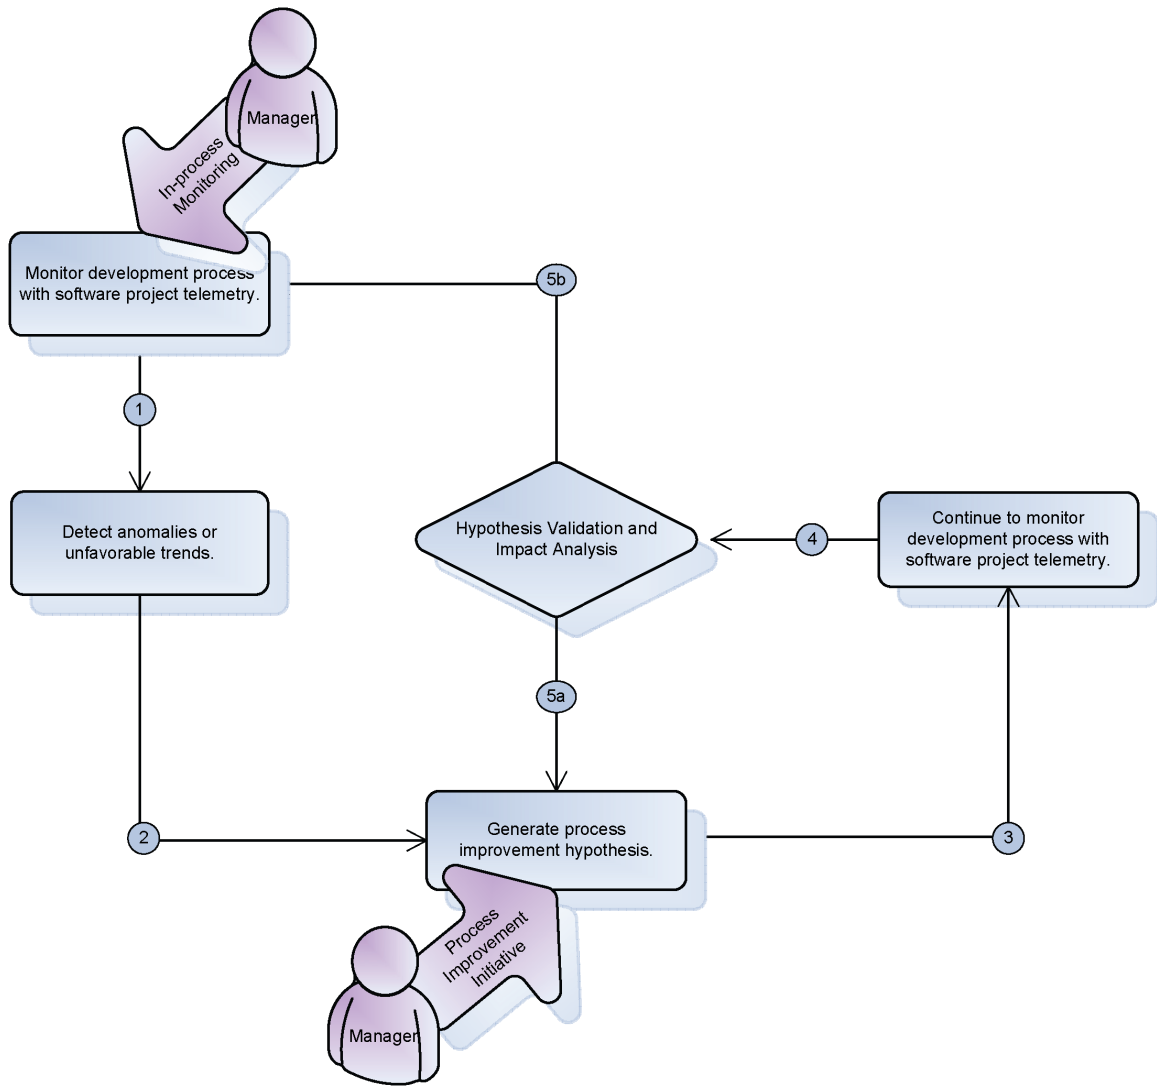 Manager
In-process
Monitoring
Monitor development process
with software project telemetry.
5b
1
Detect anomalies or
unfavorable trends.
Hypothesis Validation and
Impact Analysis
4
Continue to monitor
development process with
software project telemetry.
5a
2
Generate process
improvement hypothesis.
3
Process
Improvement
Initiative
Manager